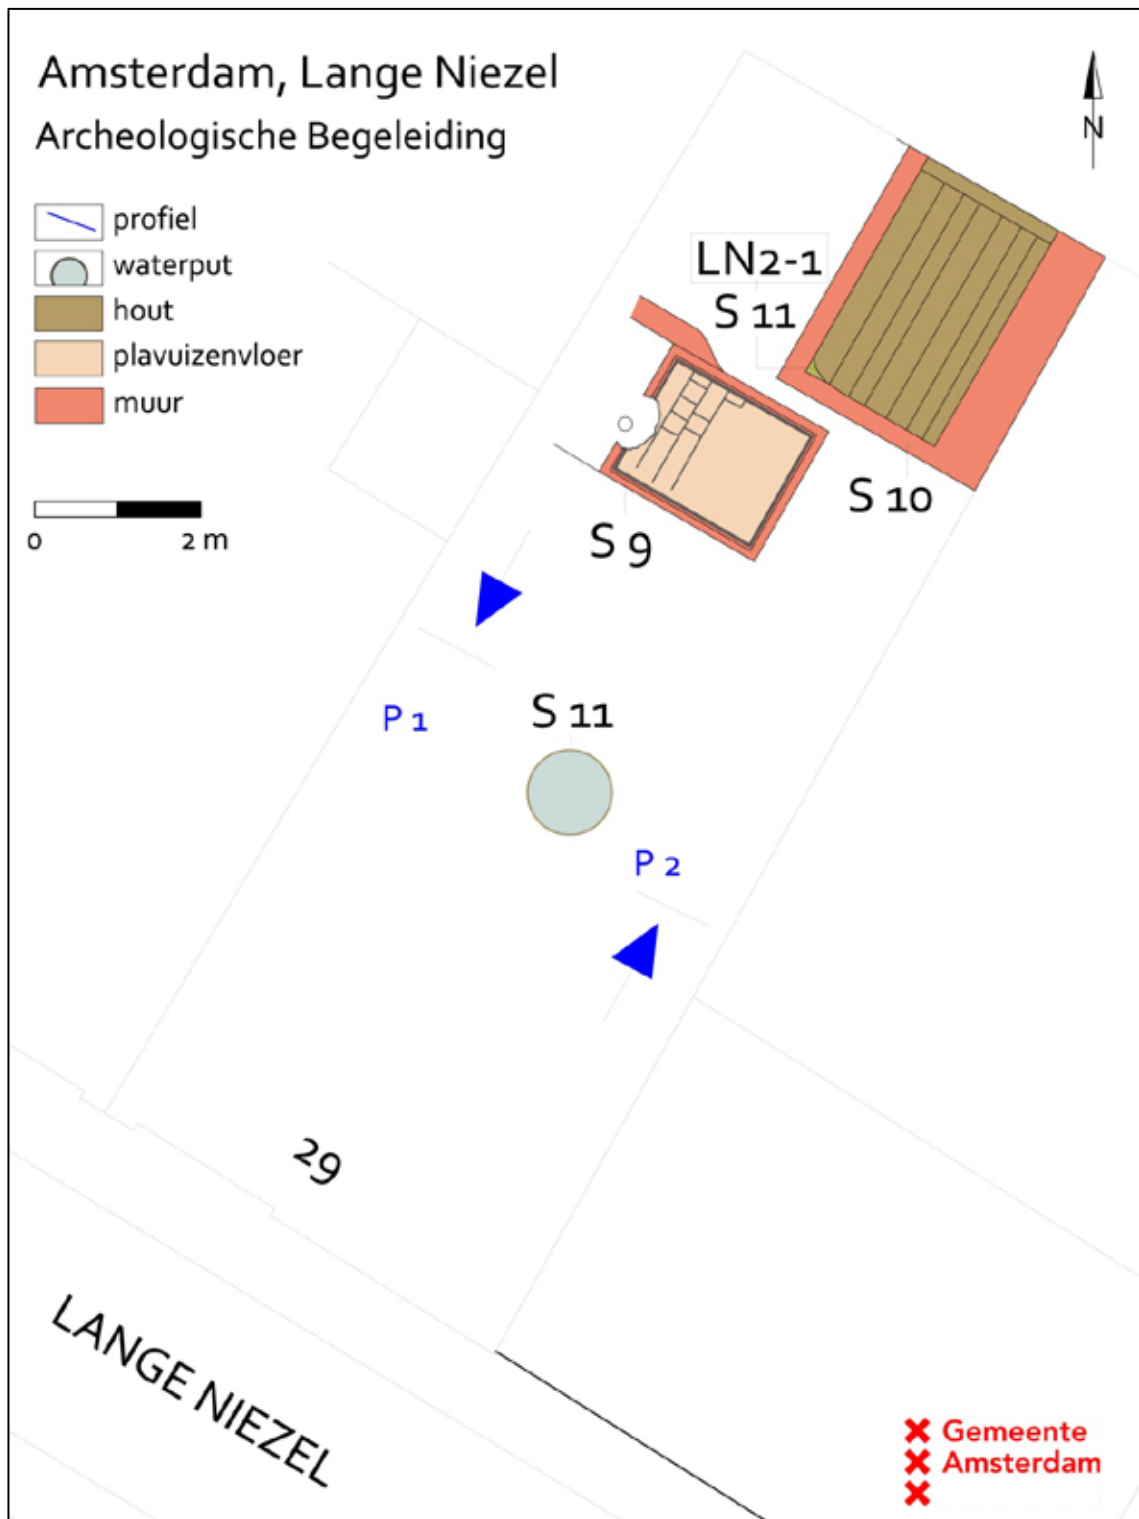 Amsterdam, Lange Niezel
Archeologische Begeleiding
N
profiel
waterput
hout
plavuizenvloer
muur
0 2 m
LN2-1
S 11
S 10
S 9
P 1
S 11
P 2
29
LANGE NIEZEL
Gemeente
Amsterdam